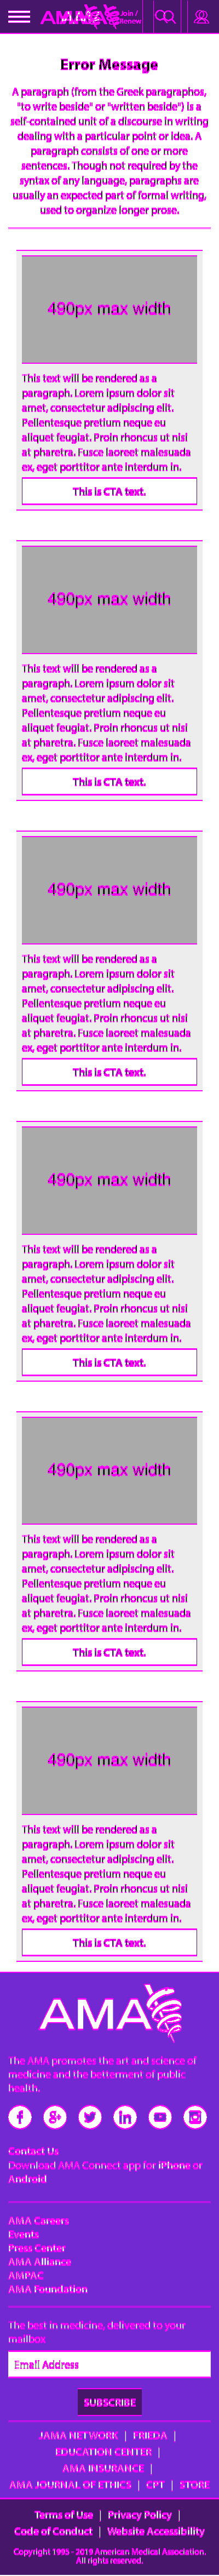 AMA
Join /
Renew
Error Message
A paragraph (from the Greek paragraphos,
"to write beside" or "written beside") is a
self-contained unit of a discourse in writing
dealing with a particular point or idea. A
paragraph consists of one or more
sentences. Though not required by the
syntax of any language, paragraphs are
usually an expected part of formal writing,
used to organize longer prose.
490px max width
This text will be rendered as a
paragraph. Lorem ipsum dolor sit
amet, consectetur adipiscing elit.
Pellentesque pretium neque eu
aliquet feugiat. Proin rhoncus ut nisi
at pharetra. Fusce laoreet malesuada
ex, eget porttitor ante interdum in.
This is CTA text.
490px max width
This text will be rendered as a
paragraph. Lorem ipsum dolor sit
amet, consectetur adipiscing elit.
Pellentesque pretium neque eu
aliquet feugiat. Proin rhoncus ut nisi
at pharetra. Fusce laoreet malesuada
ex, eget porttitor ante interdum in.
This is CTA text.
490px max width
This text will be rendered as a
paragraph. Lorem ipsum dolor sit
amet, consectetur adipiscing elit.
Pellentesque pretium neque eu
aliquet feugiat. Proin rhoncus ut nisi
at pharetra. Fusce laoreet malesuada
ex, eget porttitor ante interdum in.
This is CTA text.
490px max width
This text will be rendered as a
paragraph. Lorem ipsum dolor sit
amet, consectetur adipiscing elit.
Pellentesque pretium neque eu
aliquet feugiat. Proin rhoncus ut nisi
at pharetra. Fusce laoreet malesuada
ex, eget porttitor ante interdum in.
This is CTA text.
490px max width
This text will be rendered as a
paragraph. Lorem ipsum dolor sit
amet, consectetur adipiscing elit.
Pellentesque pretium neque eu
aliquet feugiat. Proin rhoncus ut nisi
at pharetra. Fusce laoreet malesuada
ex, eget porttitor ante interdum in.
This is CTA text.
490px max width
This text will be rendered as a
paragraph. Lorem ipsum dolor sit
amet, consectetur adipiscing elit.
Pellentesque pretium neque eu
aliquet feugiat. Proin rhoncus ut nisi
at pharetra. Fusce laoreet malesuada
ex, eget porttitor ante interdum in.
This is CTA text.
AMA
The AMA promotes the art and science of
medicine and the betterment of public
health.
Contact Us
Download AMA Connect app for iPhone or
Android
AMA Careers
Events
Press Center
AMA Alliance
AMPAC
AMA Foundation
The best in medicine, delivered to your
mailbox
Email Address
SUBSCRIBE
JAMA NETWORK | FRIEDA |
EDUCATION CENTER |
AMA INSURANCE |
AMA JOURNAL OF ETHICS | CPT | STORE
Terms of Use | Privacy Policy |
Code of Conduct | Website Accessibility
Copyright 1995 - 2019 American Medical Association.
All rights reserved.